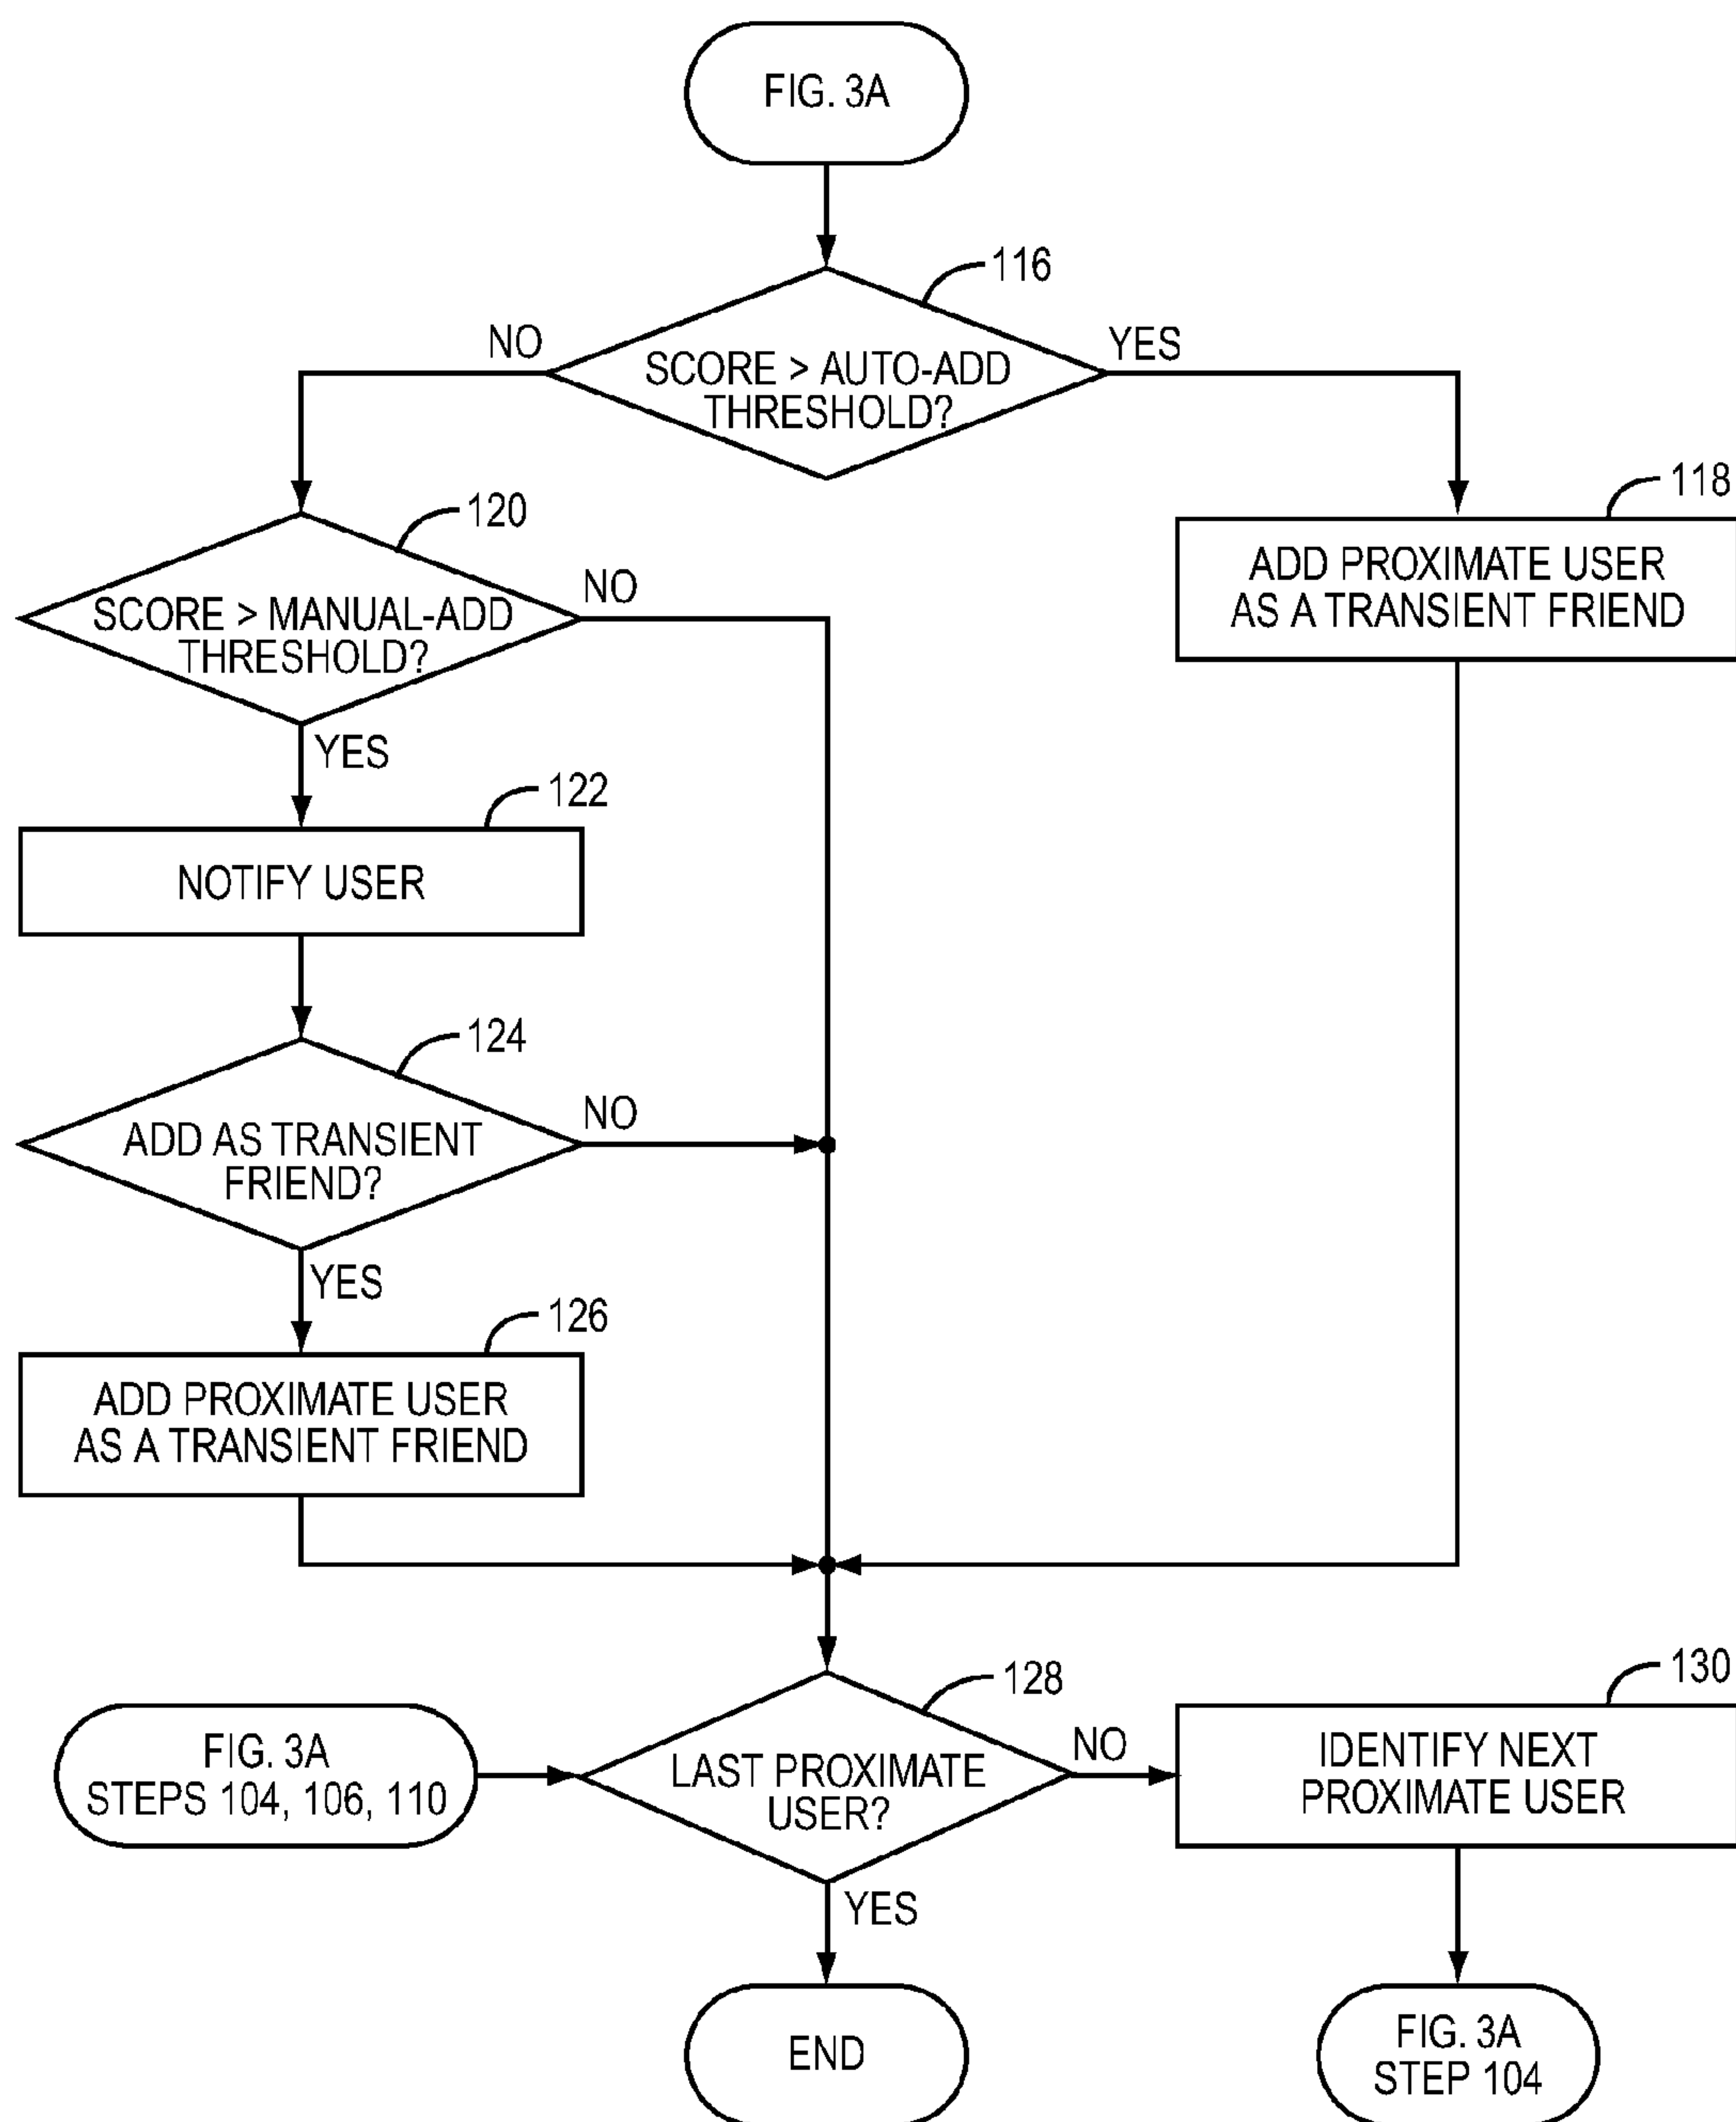 FIG. 3A
116
NO
YES
SCORE > AUTO-ADD
THRESHOLD?
118
120
ADD PROXIMATE USER
AS A TRANSIENT FRIEND
NO
SCORE > MANUAL-ADD
THRESHOLD?
YES
122
NOTIFY USER
124
NO
ADD AS TRANSIENT
FRIEND?
YES
126
ADD PROXIMATE USER
AS A TRANSIENT FRIEND
128
130
FIG. 3A
STEPS 104, 106, 110
LAST PROXIMATE
USER?
NO
IDENTIFY NEXT
PROXIMATE USER
YES
END
FIG. 3A
STEP 104